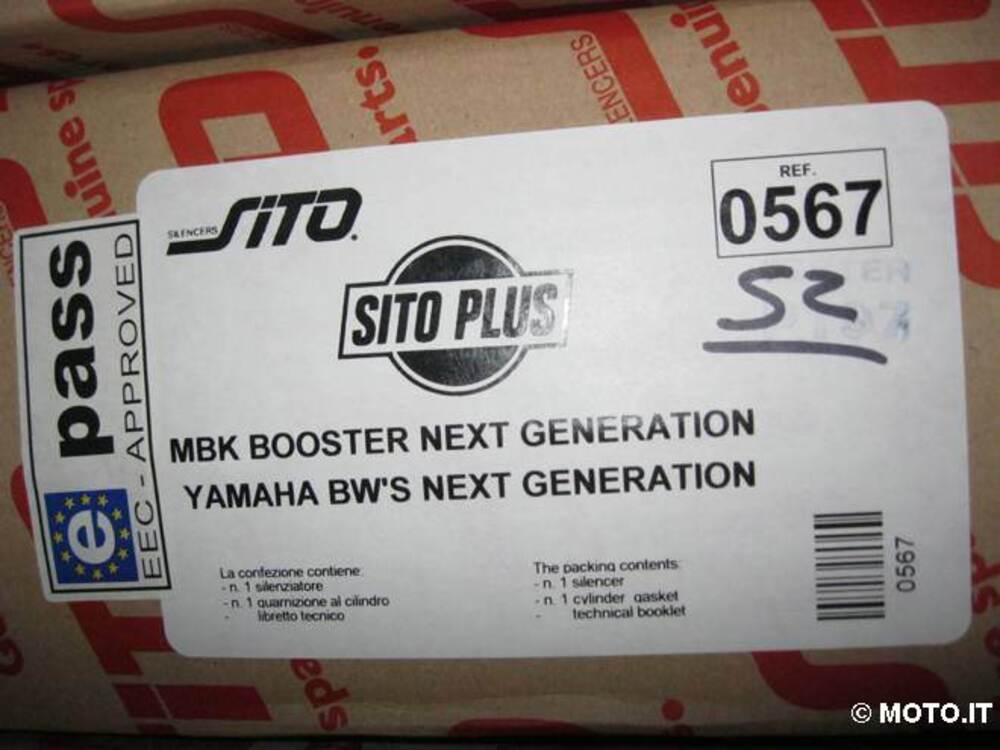 SILENCERS SITO
REF.
0567
52
SITO PLUS
MBK BOOSTER NEXT GENERATION
YAMAHA BW'S NEXT GENERATION
La confezione contiene:
- n. 1 silenziatore
- n. 1 guarnizione al cilindro
- libretto tecnico
The packing contents:
- n. 1 silencer
- n. 1 cylinder gasket
- technical booklet
0567
pass
EEC - APPROVED
e
arts.
© MOTO.IT